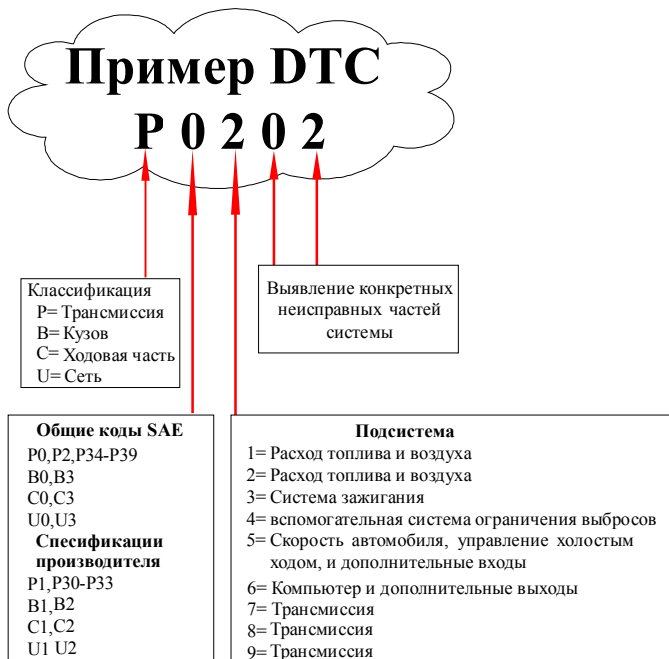 Пример DTC
P 0 2 0 2
Классификация
P= Трансмиссия
B= Кузов
C= Ходовая часть
U= Сеть
Выявление конкретных
неисправных частей
системы
Общие коды SAE
P0,P2,P34-P39
B0,B3
C0,C3
U0,U3
Спесификации
производителя
P1,P30-P33
B1,B2
C1,C2
U1 U2
Подсистема
1= Расход топлива и воздуха
2= Расход топлива и воздуха
3= Система зажигания
4= вспомогательная система ограничения выбросов
5= Скорость автомобиля, управление холостым
ходом, и дополнительные входы
6= Компьютер и дополнительные выходы
7= Трансмиссия
8= Трансмиссия
9= Трансмиссия